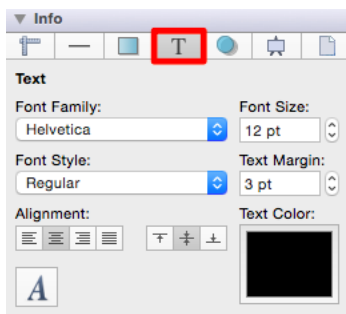 Info
T
Text
Font Family: Font Size:
Helvetica 12 pt
Font Style: Text Margin:
Regular 3 pt
Alignment: Text Color:
A